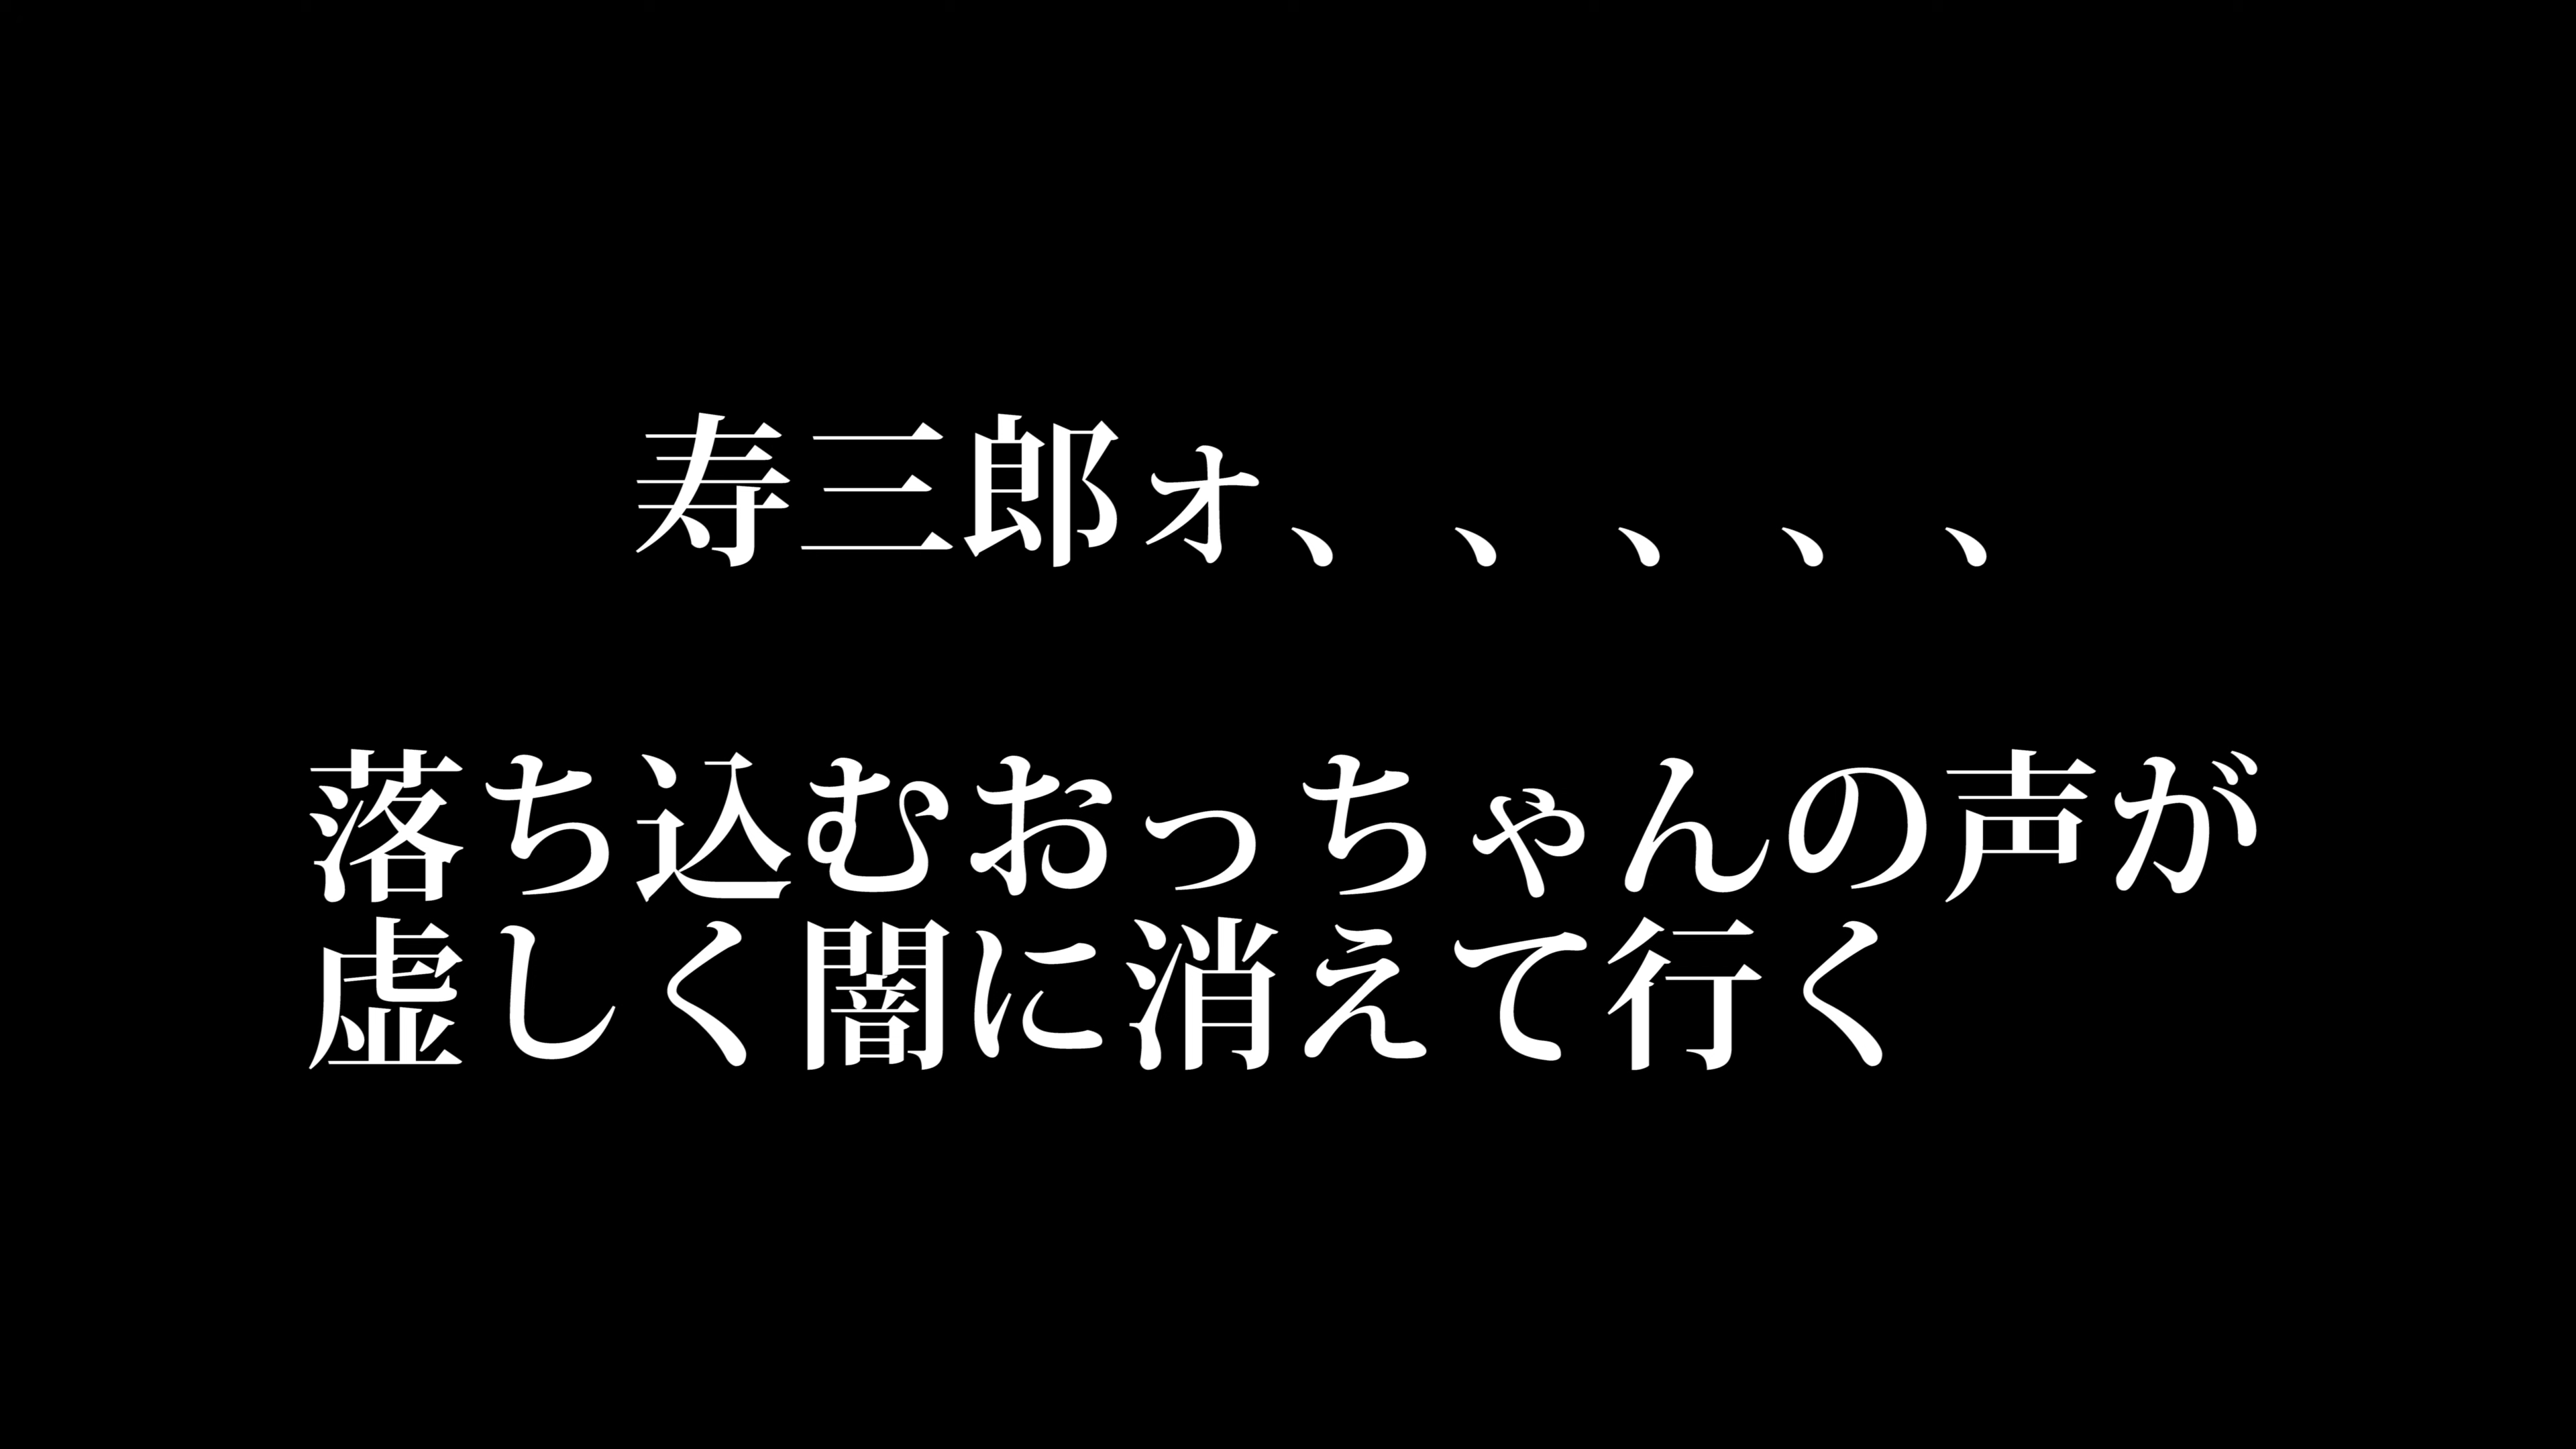 寿三郎ォ、、、、、
落ち込むおっちゃんの声が
虚しく闇に消えて行く